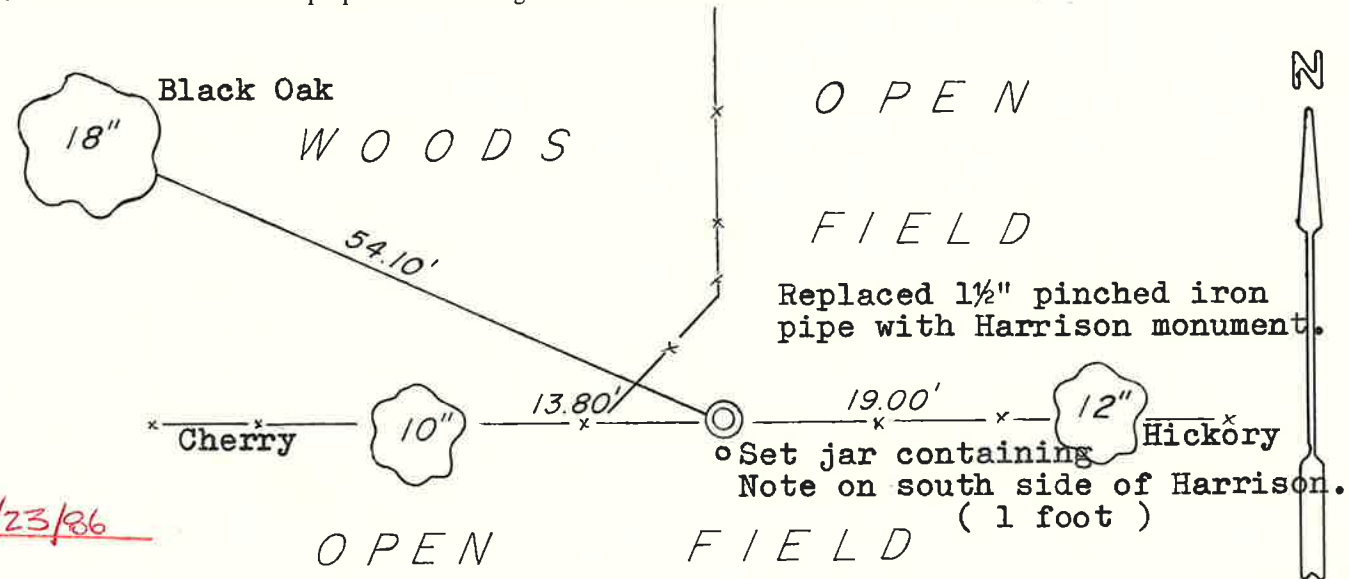 N
Black Oak
18"
W O O D S
O P E N
F I E L D
54.10'
Replaced 1½" pinched iron
pipe with Harrison monument.
13.80'
19.00'
10"
12"
Cherry
Hickory
Set jar containing
Note on south side of Harrison.
( 1 foot )
/23/86
O P E N F I E L D